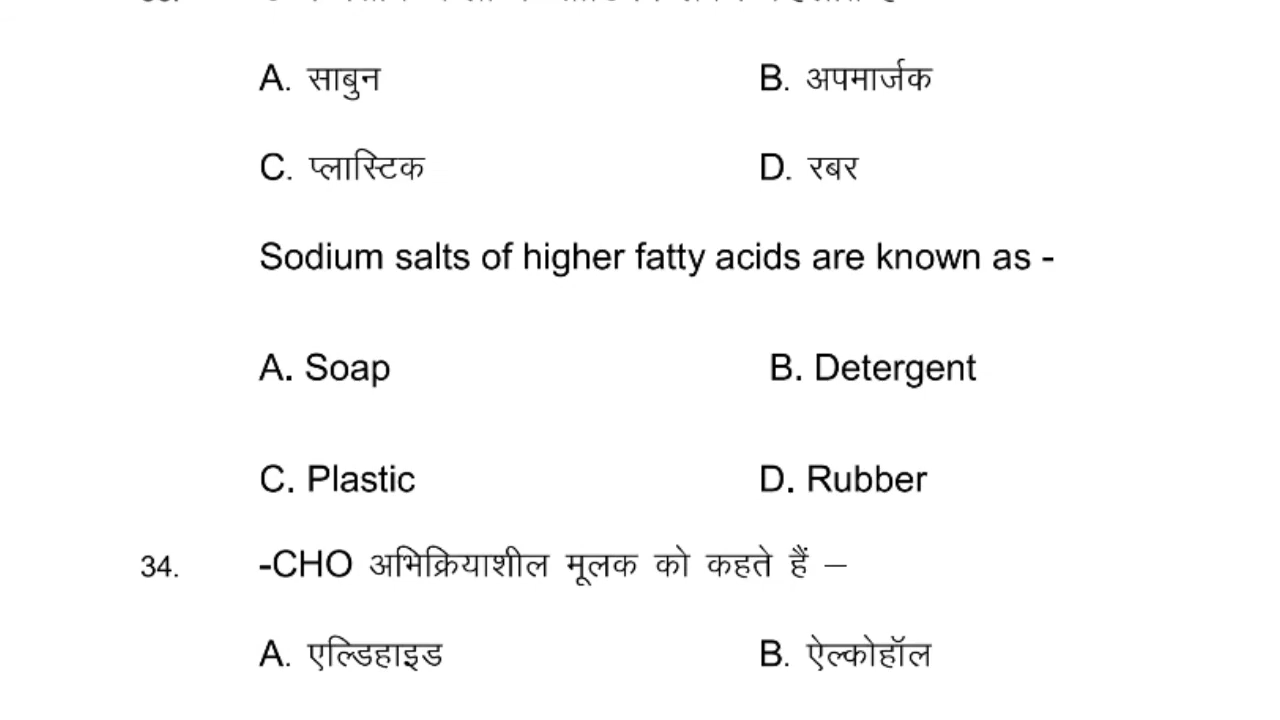 A. साबुन B. अपमार्जक
C. प्लास्टिक D. रबर
Sodium salts of higher fatty acids are known as -
A. Soap B. Detergent
C. Plastic D. Rubber
34. -CHO अभिक्रियाशील मूलक को कहते हैं –
A. एल्डिहाइड B. ऐल्कोहॉल